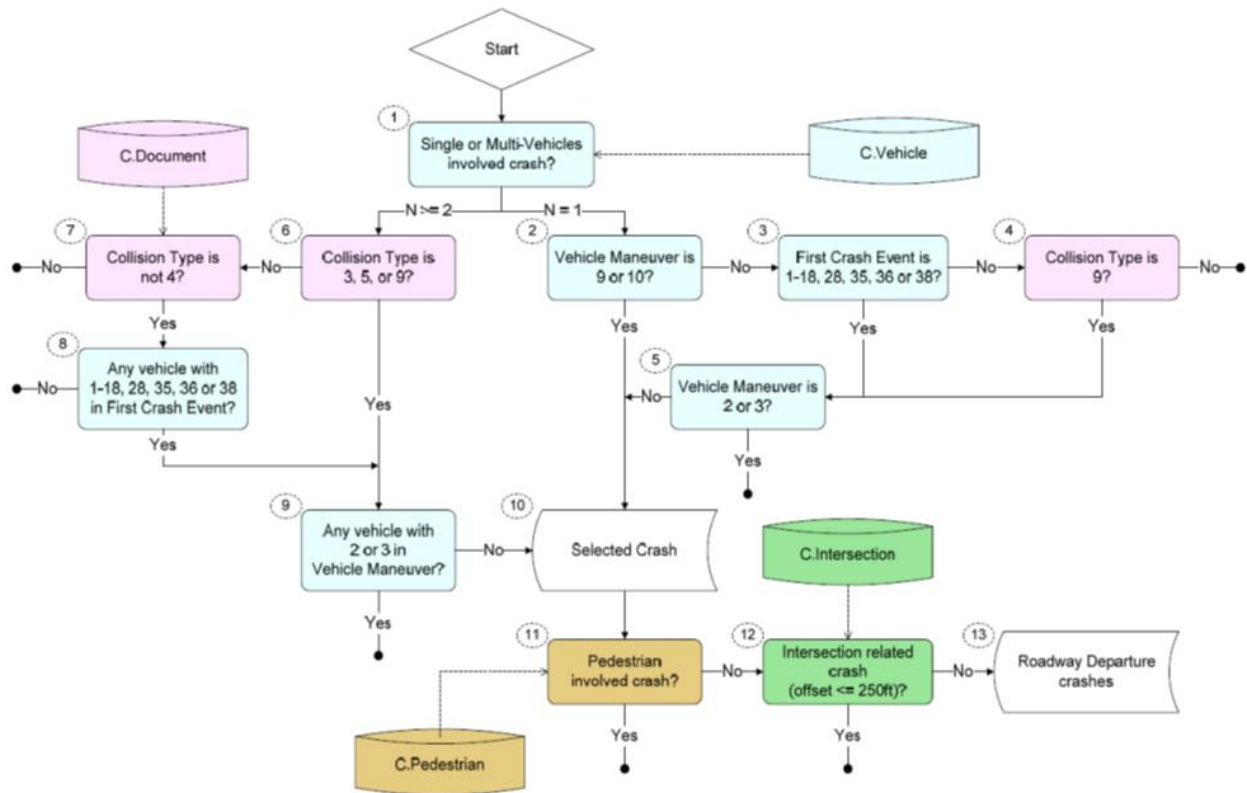 Start
1
Single or Multi-Vehicles
involved crash?
C.Document
C.Vehicle
N >= 2
N = 1
7
Collision Type is
not 4?
No
6
Collision Type is
3, 5, or 9?
No
2
Vehicle Maneuver is
9 or 10?
No
3
First Crash Event is
1-18, 28, 35, 36 or 38?
No
4
Collision Type is
9?
No
Yes
Yes
Yes
Yes
8
Any vehicle with
1-18, 28, 35, 36 or 38
in First Crash Event?
No
Yes
Yes
5
Vehicle Maneuver is
2 or 3?
No
Yes
9
Any vehicle with
2 or 3 in
Vehicle Maneuver?
No
Yes
10
Selected Crash
C.Intersection
11
Pedestrian
involved crash?
No
Yes
12
Intersection related
crash
(offset <= 250ft)?
No
Yes
13
Roadway Departure
crashes
C.Pedestrian